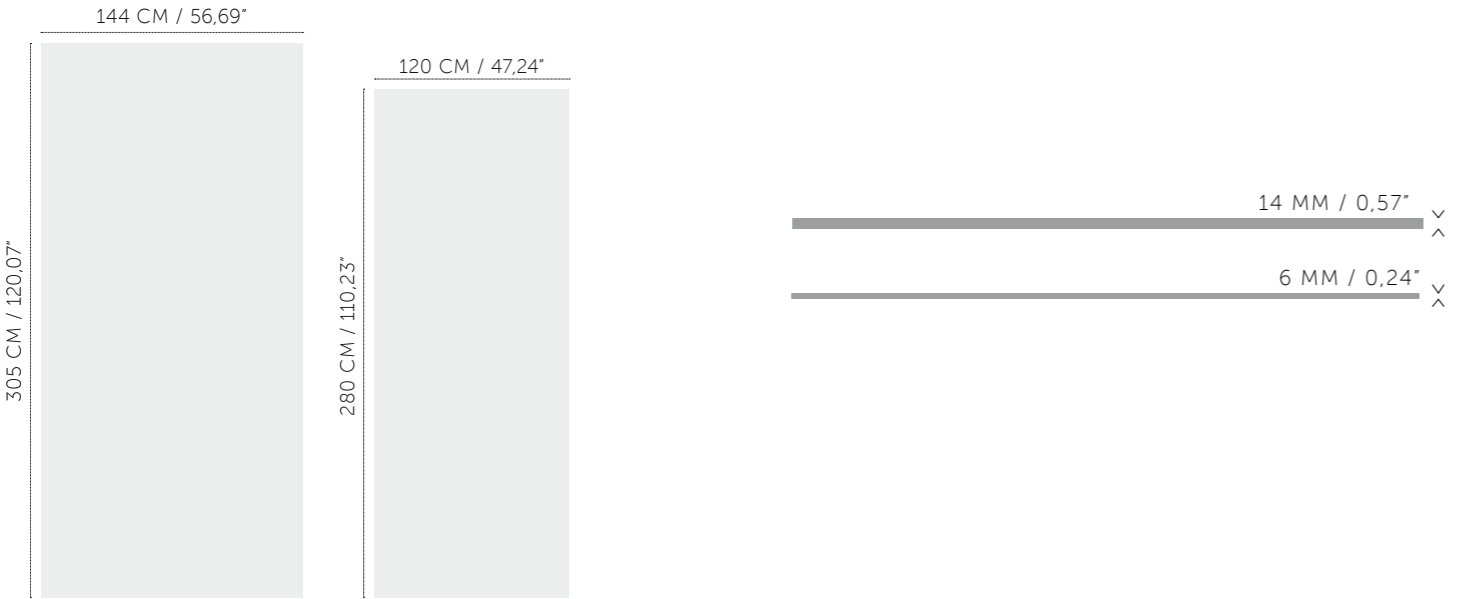 144 CM / 56,69”
120 CM / 47,24”
305 CM / 120,07”
280 CM / 110,23”
14 MM / 0,57”
6 MM / 0,24”